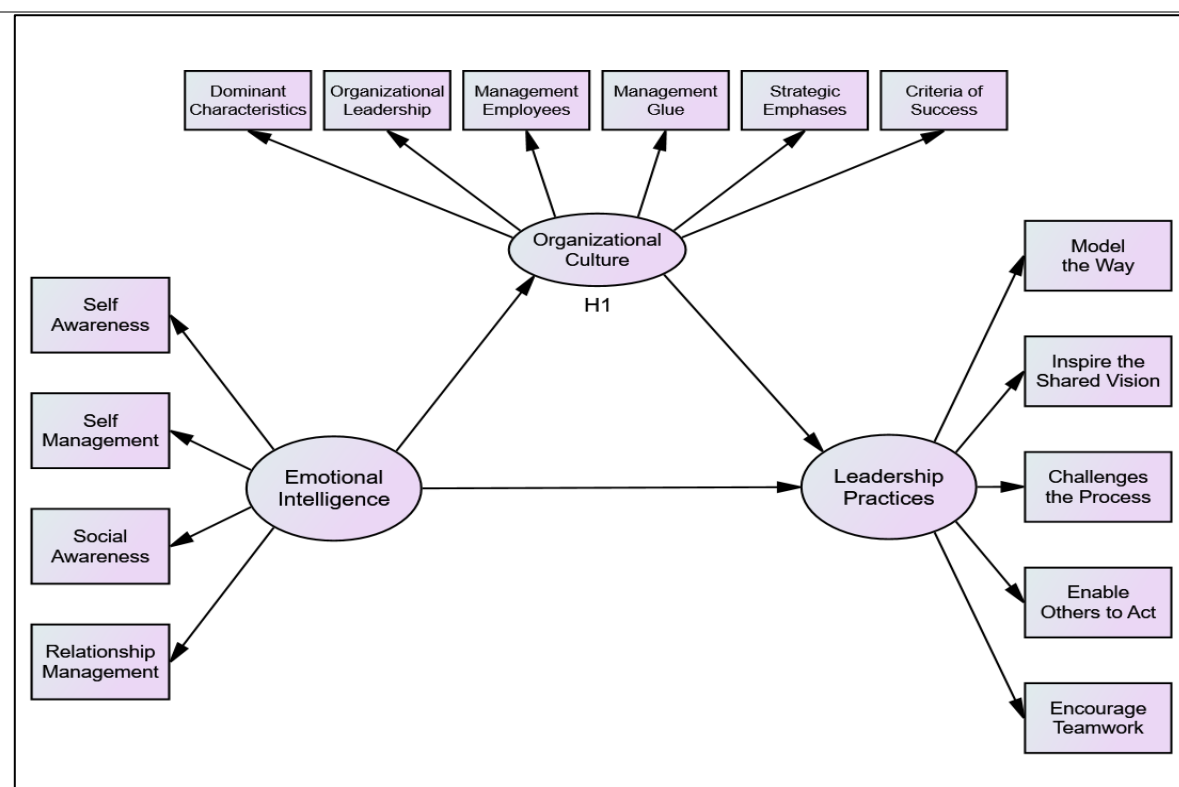 Dominant
Characteristics
Organizational
Leadership
Management
Employees
Management
Glue
Strategic
Emphases
Criteria of
Success
Organizational
Culture
H1
Self
Awareness
Self
Management
Social
Awareness
Relationship
Management
Emotional
Intelligence
Leadership
Practices
Model
the Way
Inspire the
Shared Vision
Challenges
the Process
Enable
Others to Act
Encourage
Teamwork